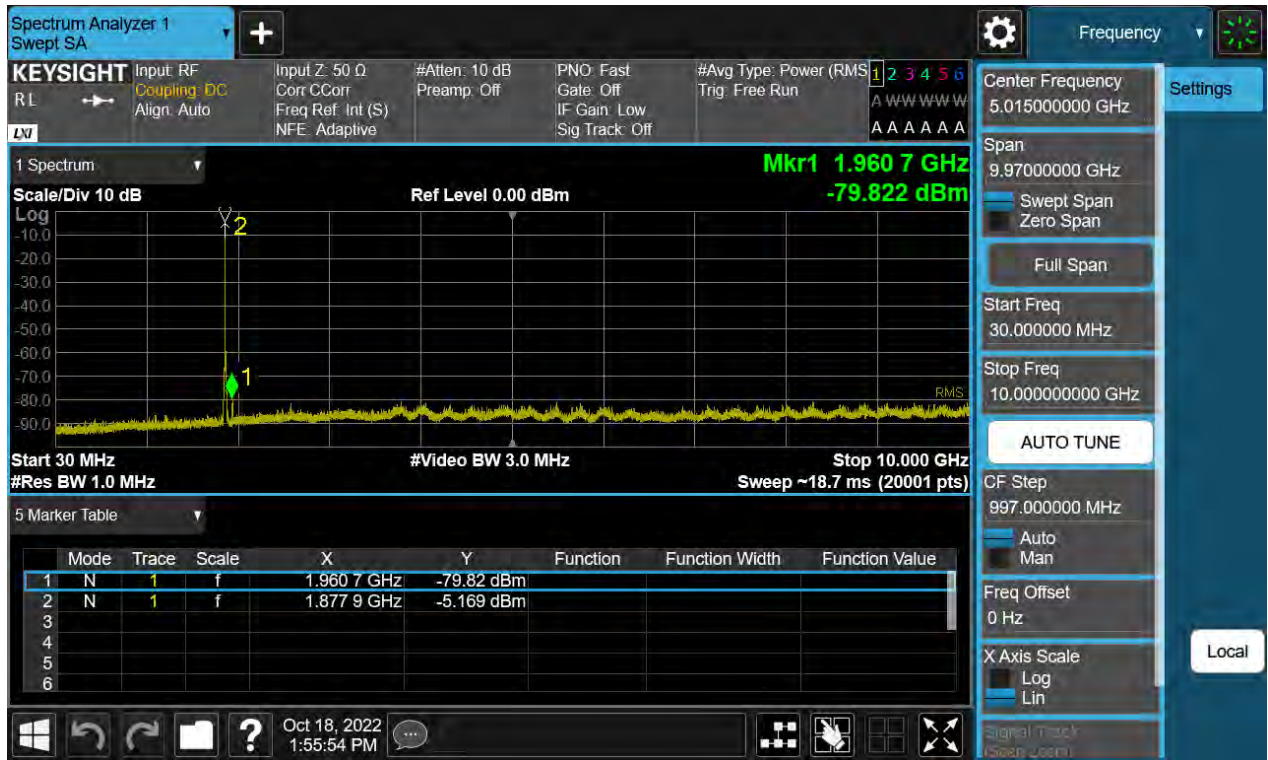 Spectrum Analyzer 1
Swept SA
Frequency
KEYSIGHT
RL
LXI
Input: RF
Coupling: DC
Align: Auto
Input Z: 50 Ω
Corr CCorr
Freq Ref: Int (S)
NFE: Adaptive
#Atten: 10 dB
Preamp: Off
PNO: Fast
Gate: Off
IF Gain: Low
Sig Track: Off
#Avg Type: Power (RMS
Trig: Free Run
1 2 3 4 5 6
A W W W W W
A A A A A A
1 Spectrum
Mkr1 1.960 7 GHz
-79.822 dBm
Scale/Div 10 dB
Ref Level 0.00 dBm
Log
-10.0
-20.0
-30.0
-40.0
-50.0
-60.0
-70.0
-80.0
-90.0
2
1
RMS
Start 30 MHz
#Video BW 3.0 MHz
Stop 10.000 GHz
#Res BW 1.0 MHz
Sweep ~18.7 ms (20001 pts)
5 Marker Table
Mode Trace Scale X Y Function Function Width Function Value
1 N 1 f 1.960 7 GHz -79.82 dBm
2 N 1 f 1.877 9 GHz -5.169 dBm
3
4
5
6
Oct 18, 2022
1:55:54 PM
Center Frequency
5.015000000 GHz
Settings
Span
9.97000000 GHz
Swept Span
Zero Span
Full Span
Start Freq
30.000000 MHz
Stop Freq
10.000000000 GHz
AUTO TUNE
CF Step
997.000000 MHz
Auto
Man
Freq Offset
0 Hz
X Axis Scale
Log
Lin
Local
Signal Track
(Span Zoom)